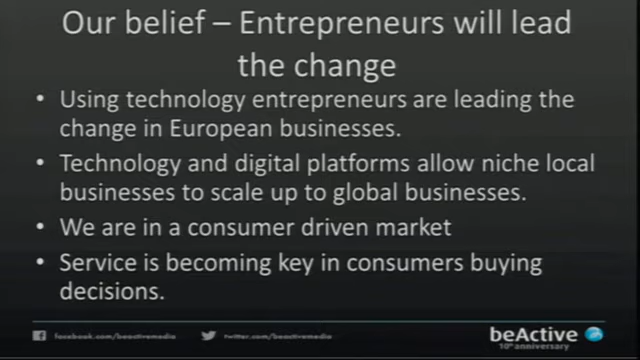 Our belief – Entrepreneurs will lead
the change
• Using technology entrepreneurs are leading the
change in European businesses.
• Technology and digital platforms allow niche local
businesses to scale up to global businesses.
• We are in a consumer driven market
• Service is becoming key in consumers buying
decisions.
facebook.com/beactivemedia twitter.com/beactivemedia
beActive
10th anniversary